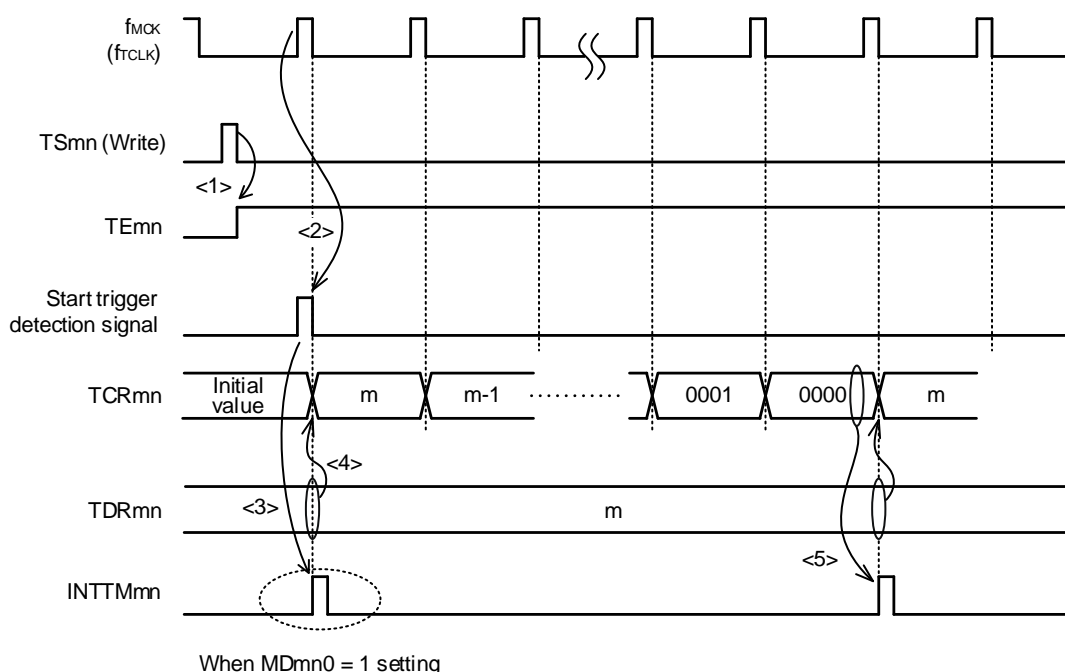 fMCK
(fTCLK)
TSmn (Write)
<1>
TEmn
<2>
Start trigger
detection signal
TCRmn
Initial
value
m
m-1
0001
0000
m
<4>
TDRmn
<3>
m
<5>
INTTMmn
When MDmn0 = 1 setting